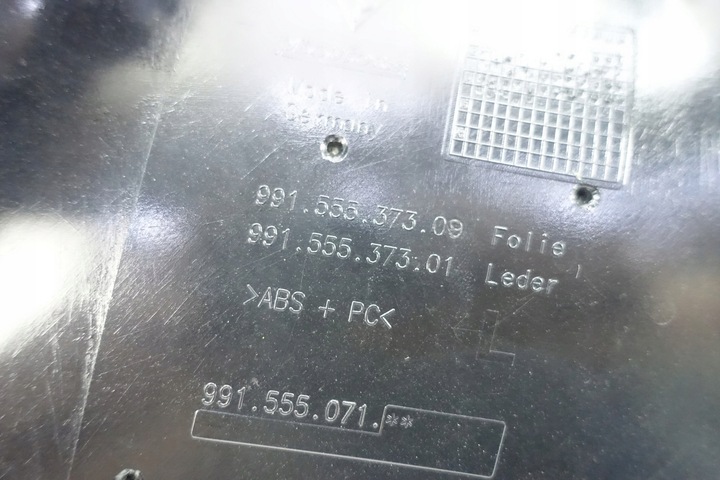 Made in
Germany
991.555.373.09 Folie
991.555.373.01 Leder
>ABS + PC<
991.555.071.**